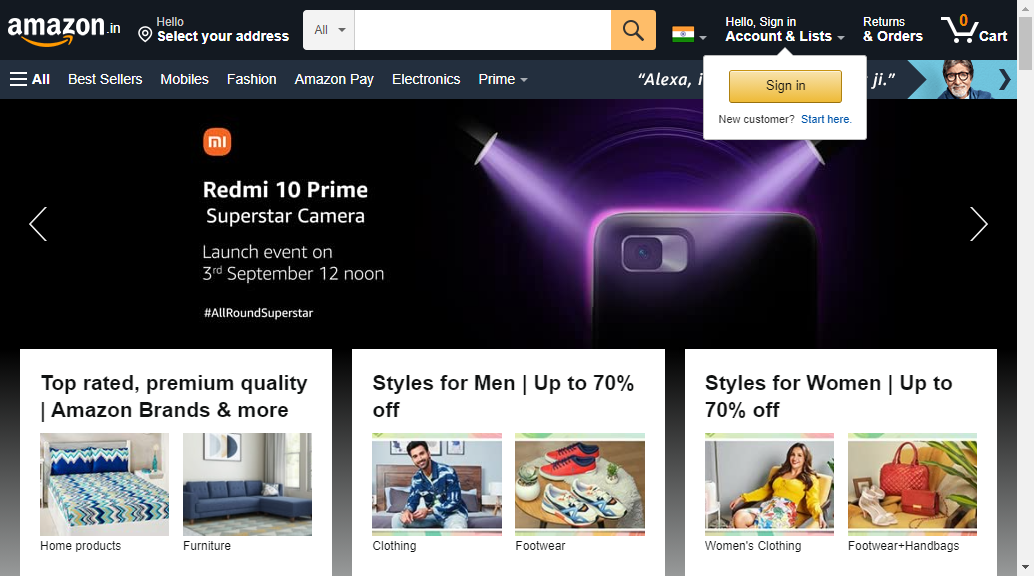 amazon.in
Hello
Select your address
All
Hello, Sign in
Account & Lists
Returns
& Orders
0
Cart
All
Best Sellers
Mobiles
Fashion
Amazon Pay
Electronics
Prime
“Alexa,
ji.”
Sign in
New customer? Start here.
mi
Redmi 10 Prime
Superstar Camera
Launch event on
3rd September 12 noon
#AllRoundSuperstar
Top rated, premium quality
| Amazon Brands & more
Home products
Furniture
Styles for Men | Up to 70%
off
Clothing
Footwear
Styles for Women | Up to
70% off
Women's Clothing
Footwear+Handbags